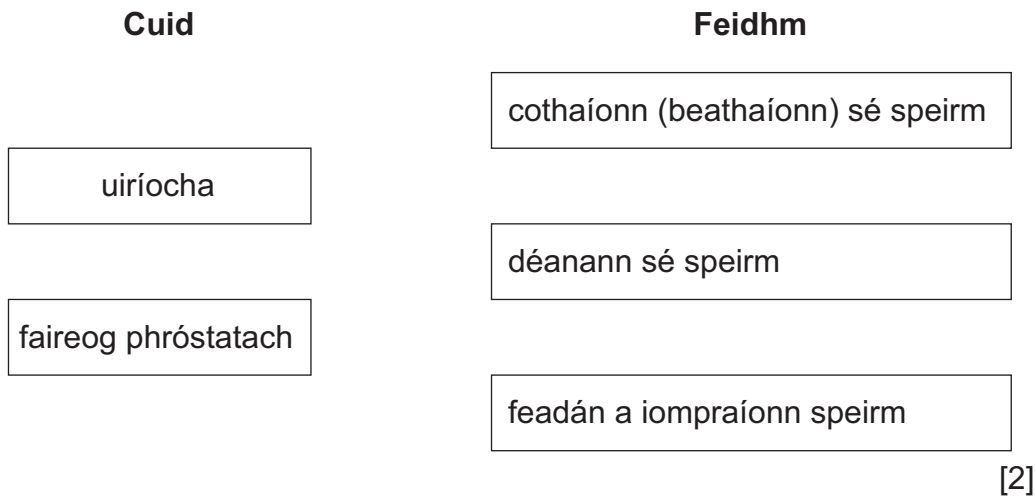 Cuid
Feidhm
cothaíonn (beathaíonn) sé speirm
uiríocha
déanann sé speirm
faireog phróstatach
feadán a iompraíonn speirm
[2]